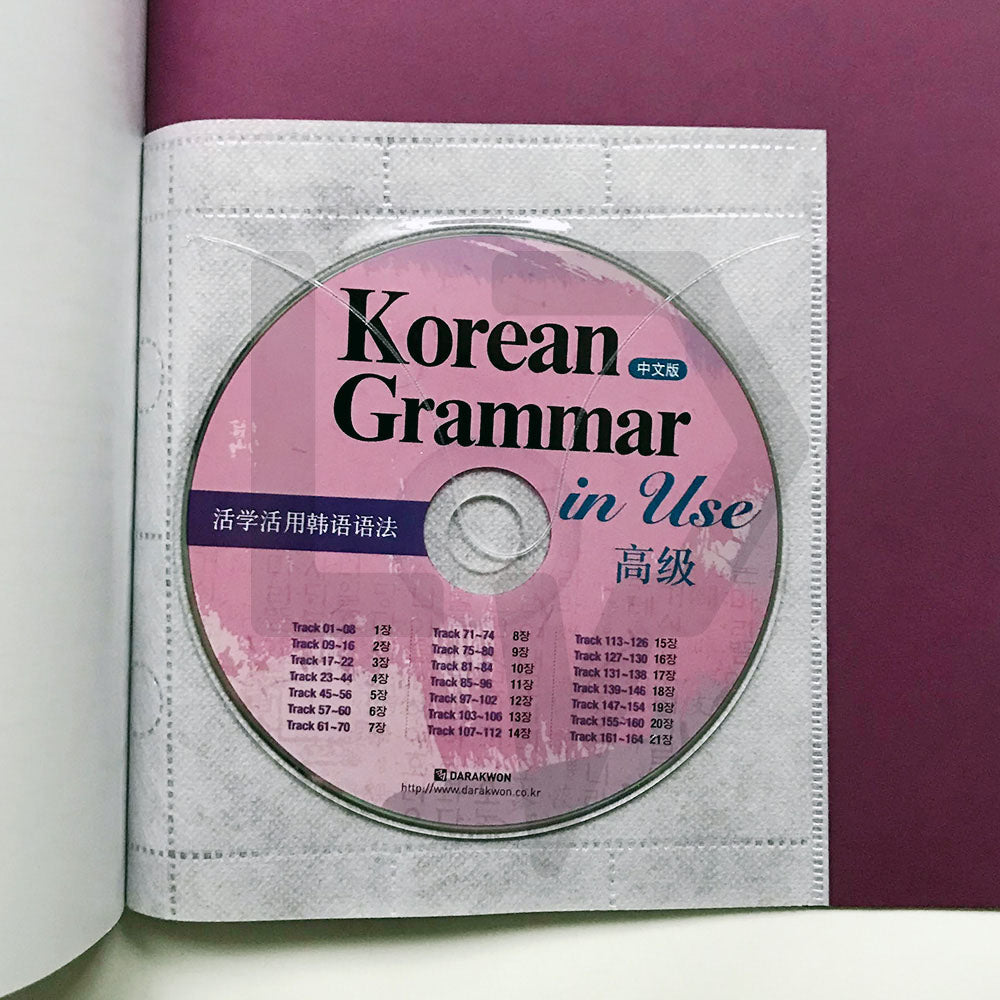 Korean
中文版
Grammar
in Use
活学活用韩语语法
高级
Track 01~08 1장
Track 09~16 2장
Track 17~22 3장
Track 23~44 4장
Track 45~56 5장
Track 57~60 6장
Track 61~70 7장
Track 71~74 8장
Track 75~80 9장
Track 81~84 10장
Track 85~96 11장
Track 97~102 12장
Track 103~106 13장
Track 107~112 14장
Track 113~126 15장
Track 127~130 16장
Track 131~138 17장
Track 139~146 18장
Track 147~154 19장
Track 155~160 20장
Track 161~164 21장
DARAKWON
http://www.darakwon.co.kr